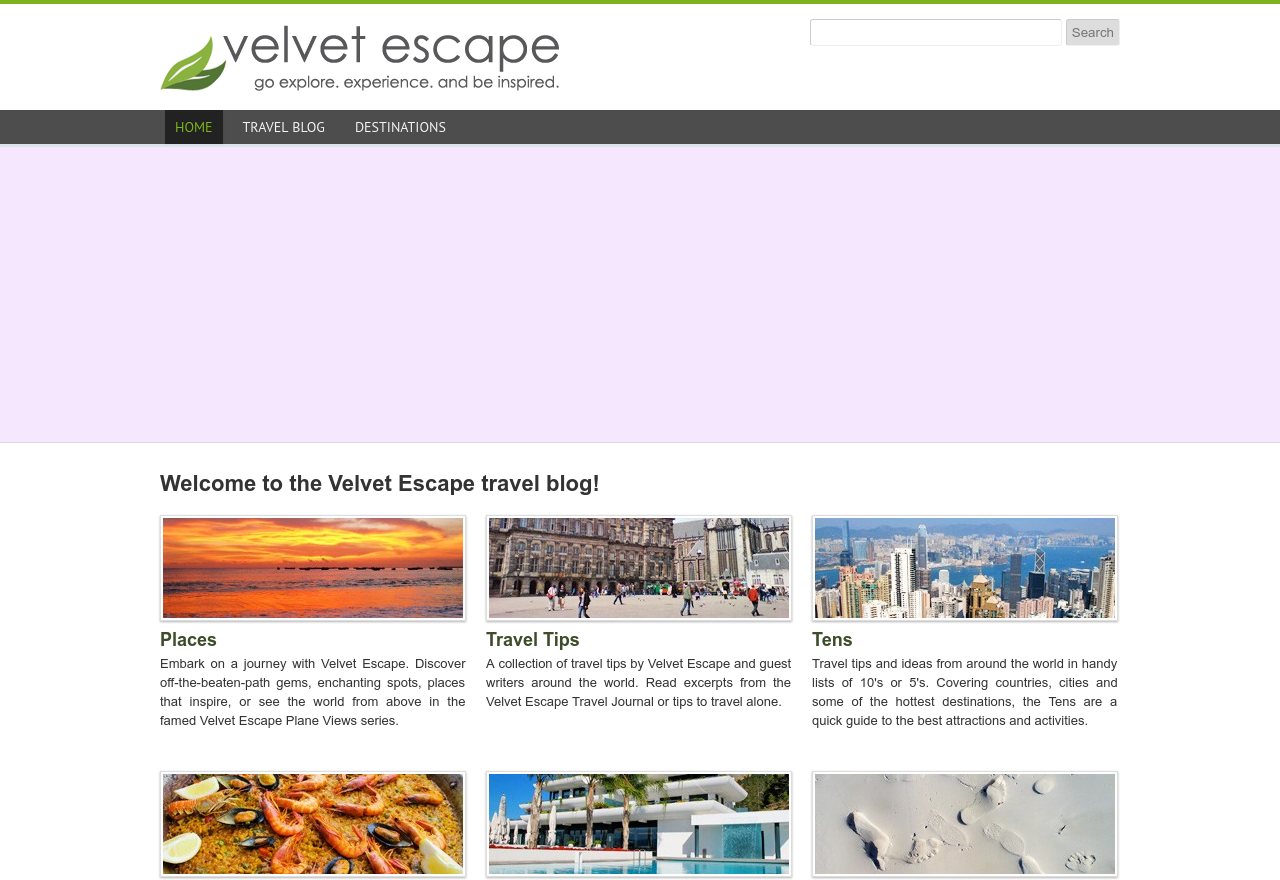 velvet escape
go explore. experience. and be inspired.
Search
HOME
TRAVEL BLOG
DESTINATIONS
Welcome to the Velvet Escape travel blog!
Places
Embark on a journey with Velvet Escape. Discover
off-the-beaten-path gems, enchanting spots, places
that inspire, or see the world from above in the
famed Velvet Escape Plane Views series.
Travel Tips
A collection of travel tips by Velvet Escape and guest
writers around the world. Read excerpts from the
Velvet Escape Travel Journal or tips to travel alone.
Tens
Travel tips and ideas from around the world in handy
lists of 10's or 5's. Covering countries, cities and
some of the hottest destinations, the Tens are a
quick guide to the best attractions and activities.